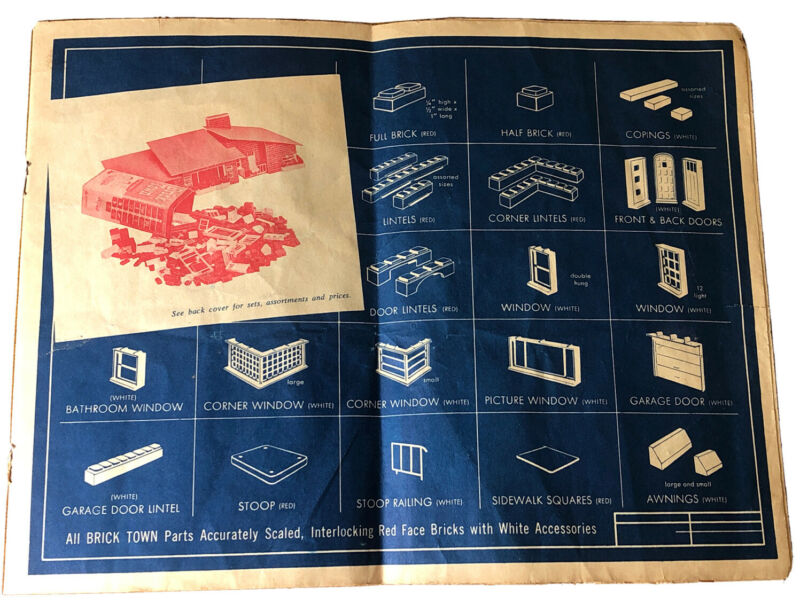 ¼" high x
½" wide x
1" long
FULL BRICK (RED)
HALF BRICK (RED)
assorted
sizes
COPINGS (WHITE)
assorted
sizes
LINTELS (RED)
CORNER LINTELS (RED)
(WHITE)
FRONT & BACK DOORS
See back cover for sets, assortments and prices.
DOOR LINTELS (RED)
double
hung
WINDOW (WHITE)
12
light
WINDOW (WHITE)
(WHITE)
BATHROOM WINDOW
large
CORNER WINDOW (WHITE)
small
CORNER WINDOW (WHITE)
PICTURE WINDOW (WHITE)
GARAGE DOOR (WHITE)
(WHITE)
GARAGE DOOR LINTEL
STOOP (RED)
STOOP RAILING (WHITE)
SIDEWALK SQUARES (RED)
large and small
AWNINGS (WHITE)
All BRICK TOWN Parts Accurately Scaled, Interlocking Red Face Bricks with White Accessories